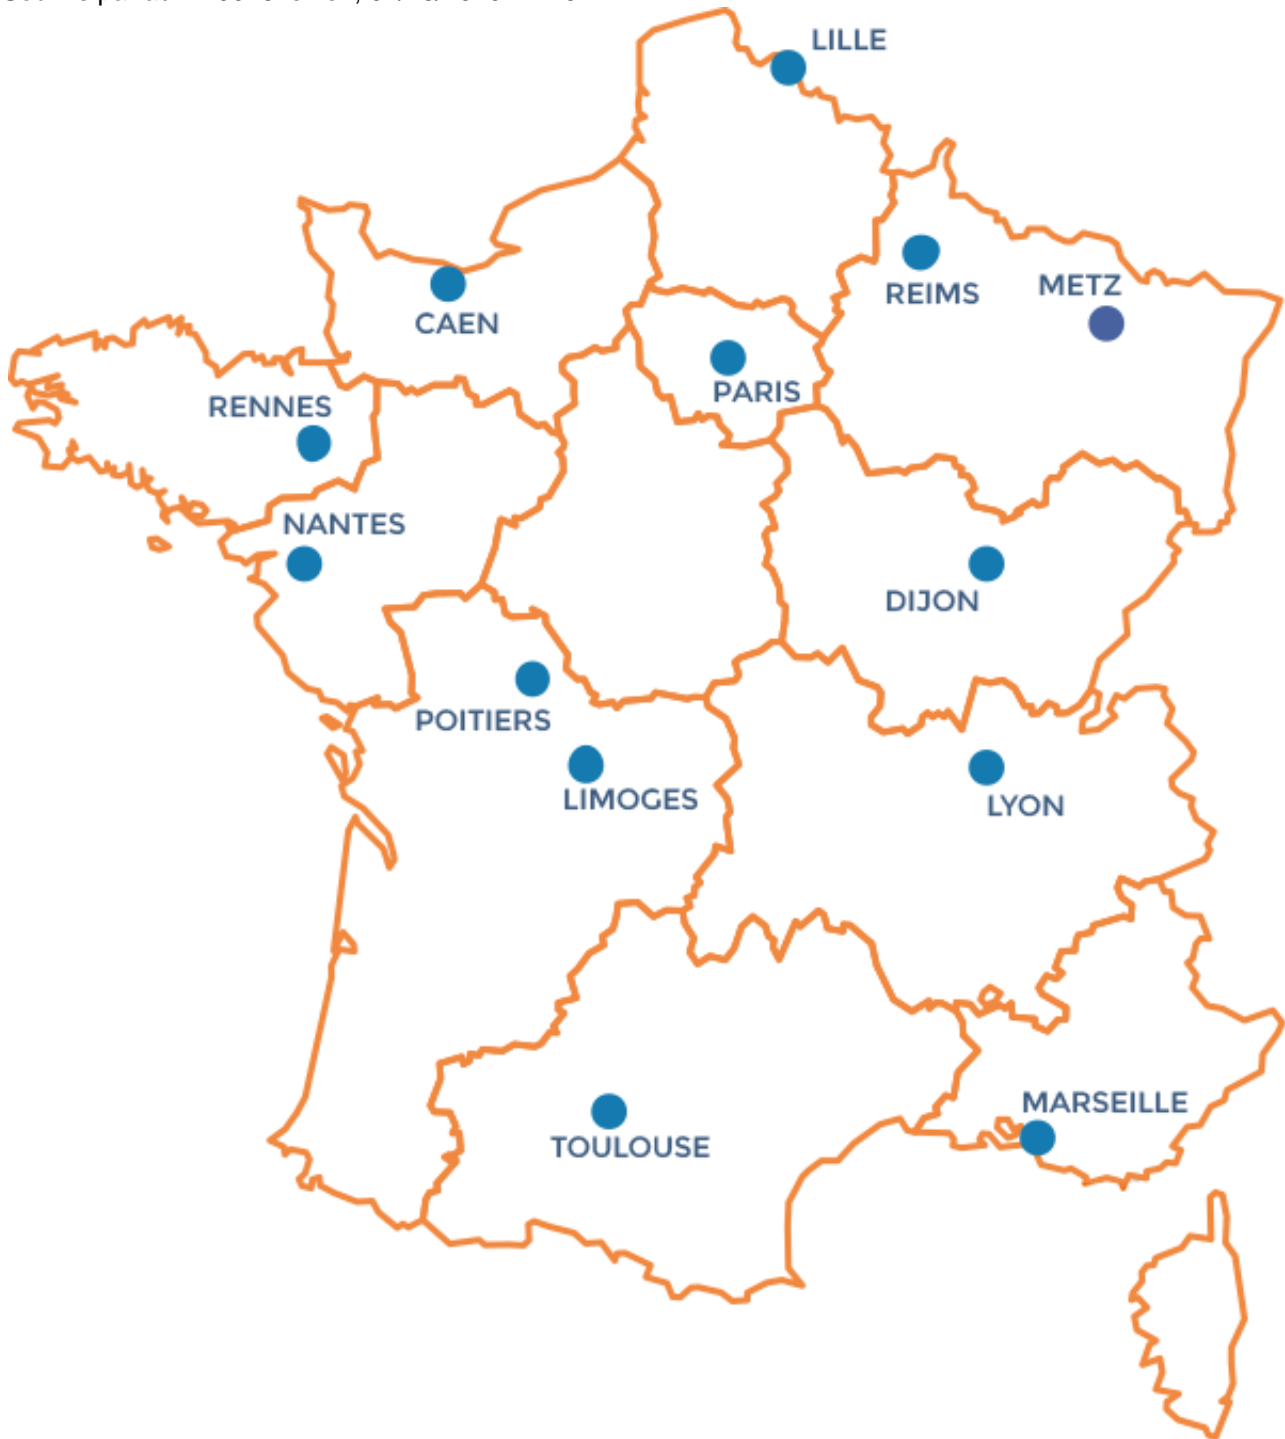 LILLE
METZ
REIMS
CAEN
PARIS
RENNES
NANTES
DIJON
POITIERS
LIMOGES
LYON
MARSEILLE
TOULOUSE